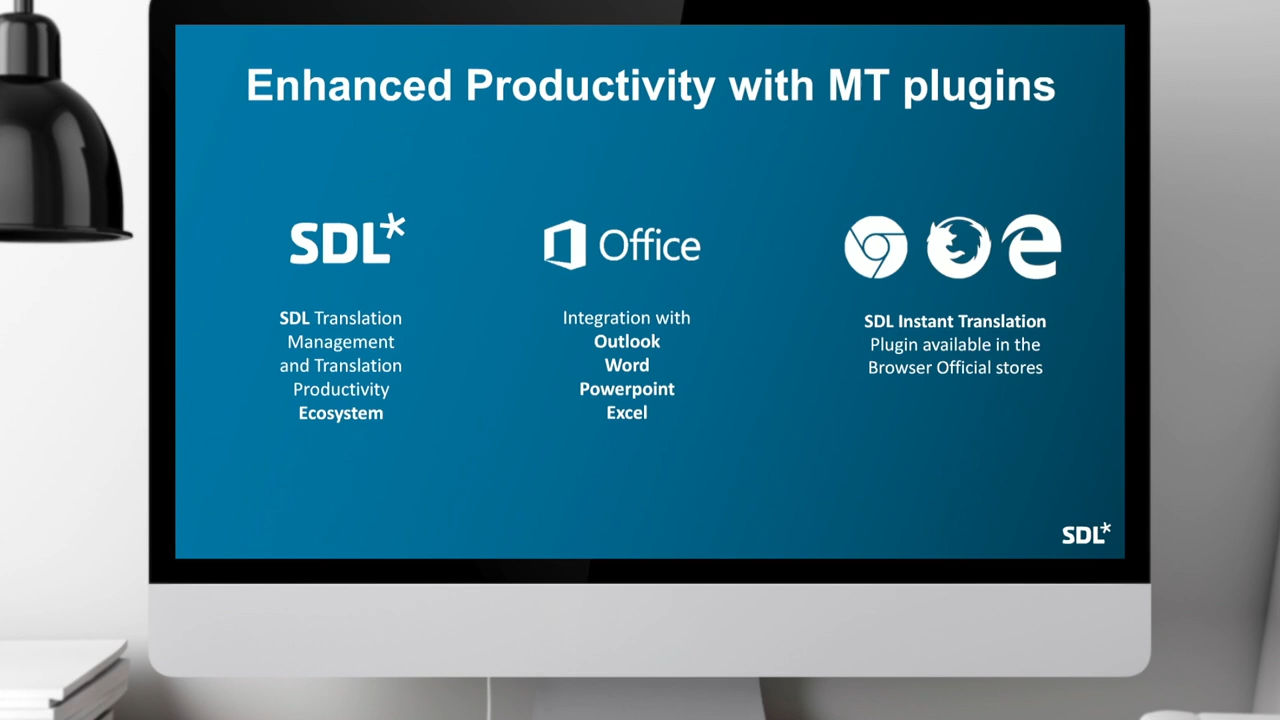 Enhanced Productivity with MT plugins
SDL*
SDL Translation
Management
and Translation
Productivity
Ecosystem
Office
Integration with
Outlook
Word
Powerpoint
Excel
SDL Instant Translation
Plugin available in the
Browser Official stores
SDL*